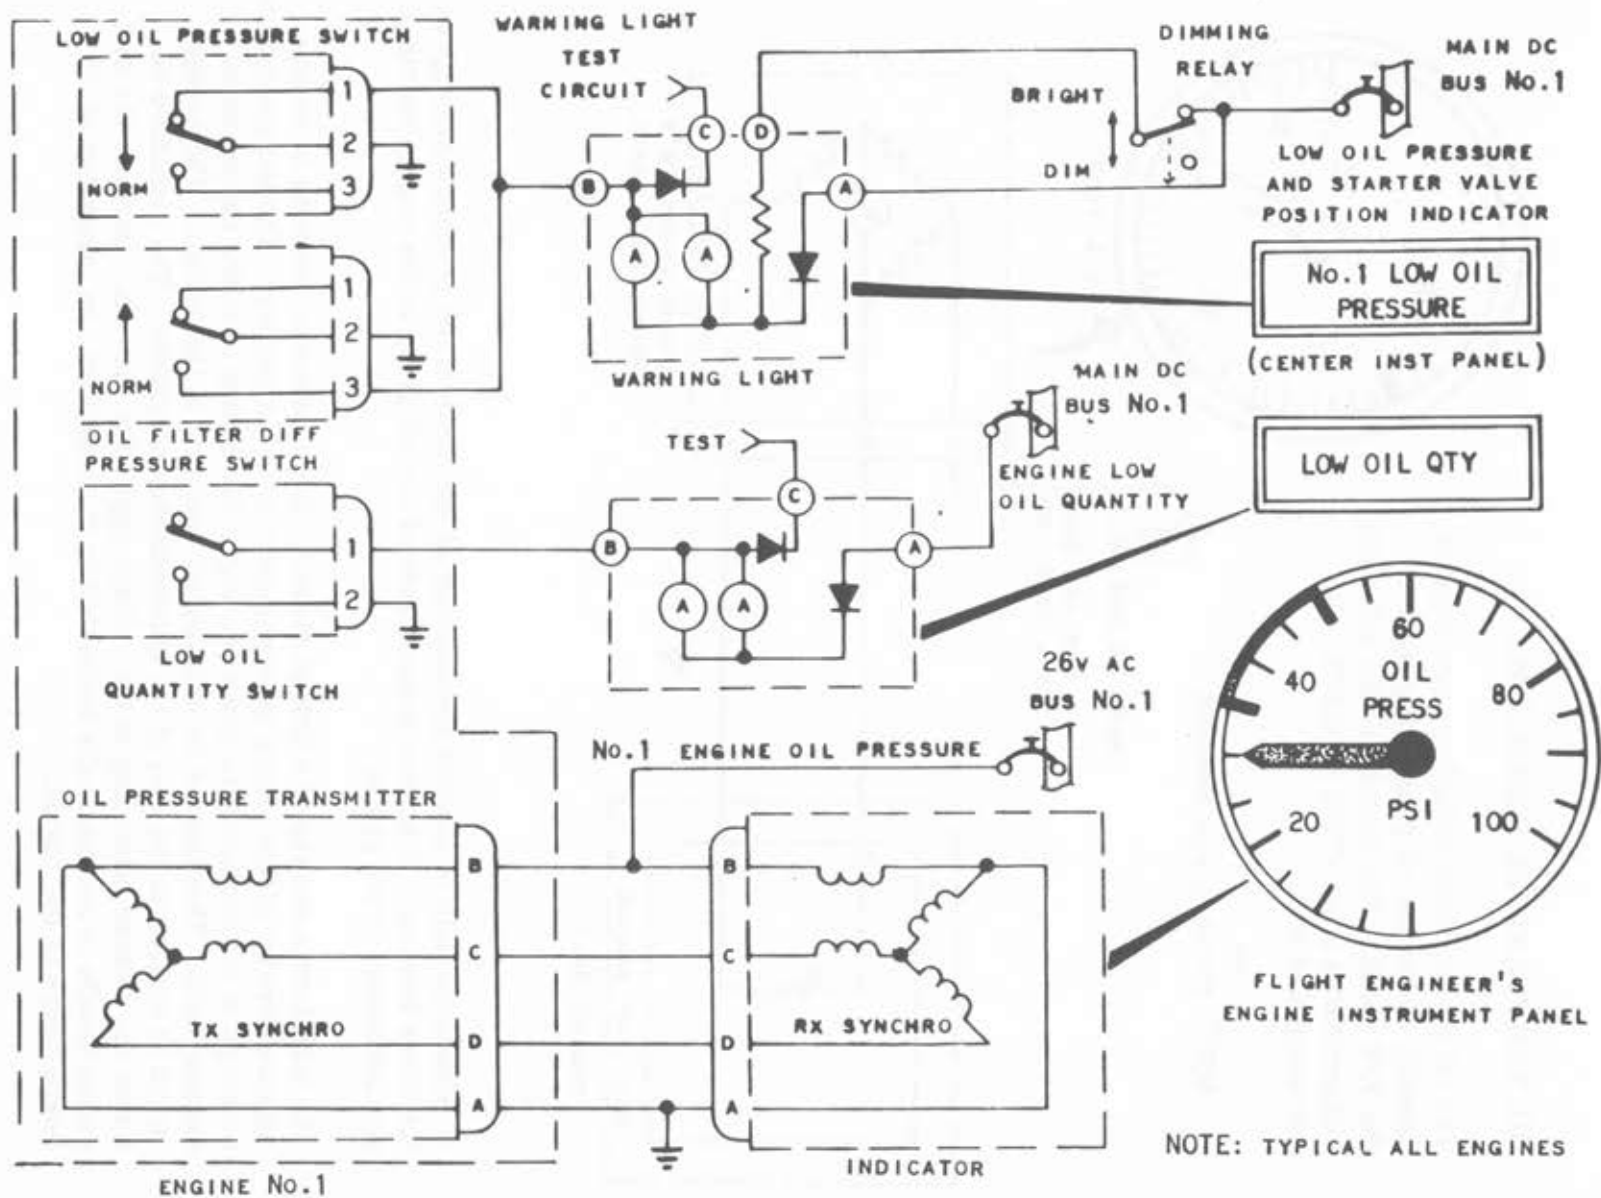 LOW OIL PRESSURE SWITCH
1
2
3
NORM
1
2
3
NORM
OIL FILTER DIFF
PRESSURE SWITCH
1
2
LOW OIL
QUANTITY SWITCH
WARNING LIGHT
TEST
CIRCUIT
C
D
B
A
A
A
WARNING LIGHT
DIMMING
RELAY
BRIGHT
DIM
MAIN DC
BUS No.1
LOW OIL PRESSURE
AND STARTER VALVE
POSITION INDICATOR
No.1 LOW OIL
PRESSURE
(CENTER INST PANEL)
MAIN DC
BUS No.1
TEST
C
ENGINE LOW
OIL QUANTITY
B
A
A
A
LOW OIL QTY
26V AC
BUS No.1
No.1 ENGINE OIL PRESSURE
OIL PRESSURE TRANSMITTER
B
C
TX SYNCHRO
D
A
ENGINE No.1
B
C
RX SYNCHRO
D
A
INDICATOR
60
OIL
40
80
PRESS
PSI
20
100
FLIGHT ENGINEER'S
ENGINE INSTRUMENT PANEL
NOTE: TYPICAL ALL ENGINES